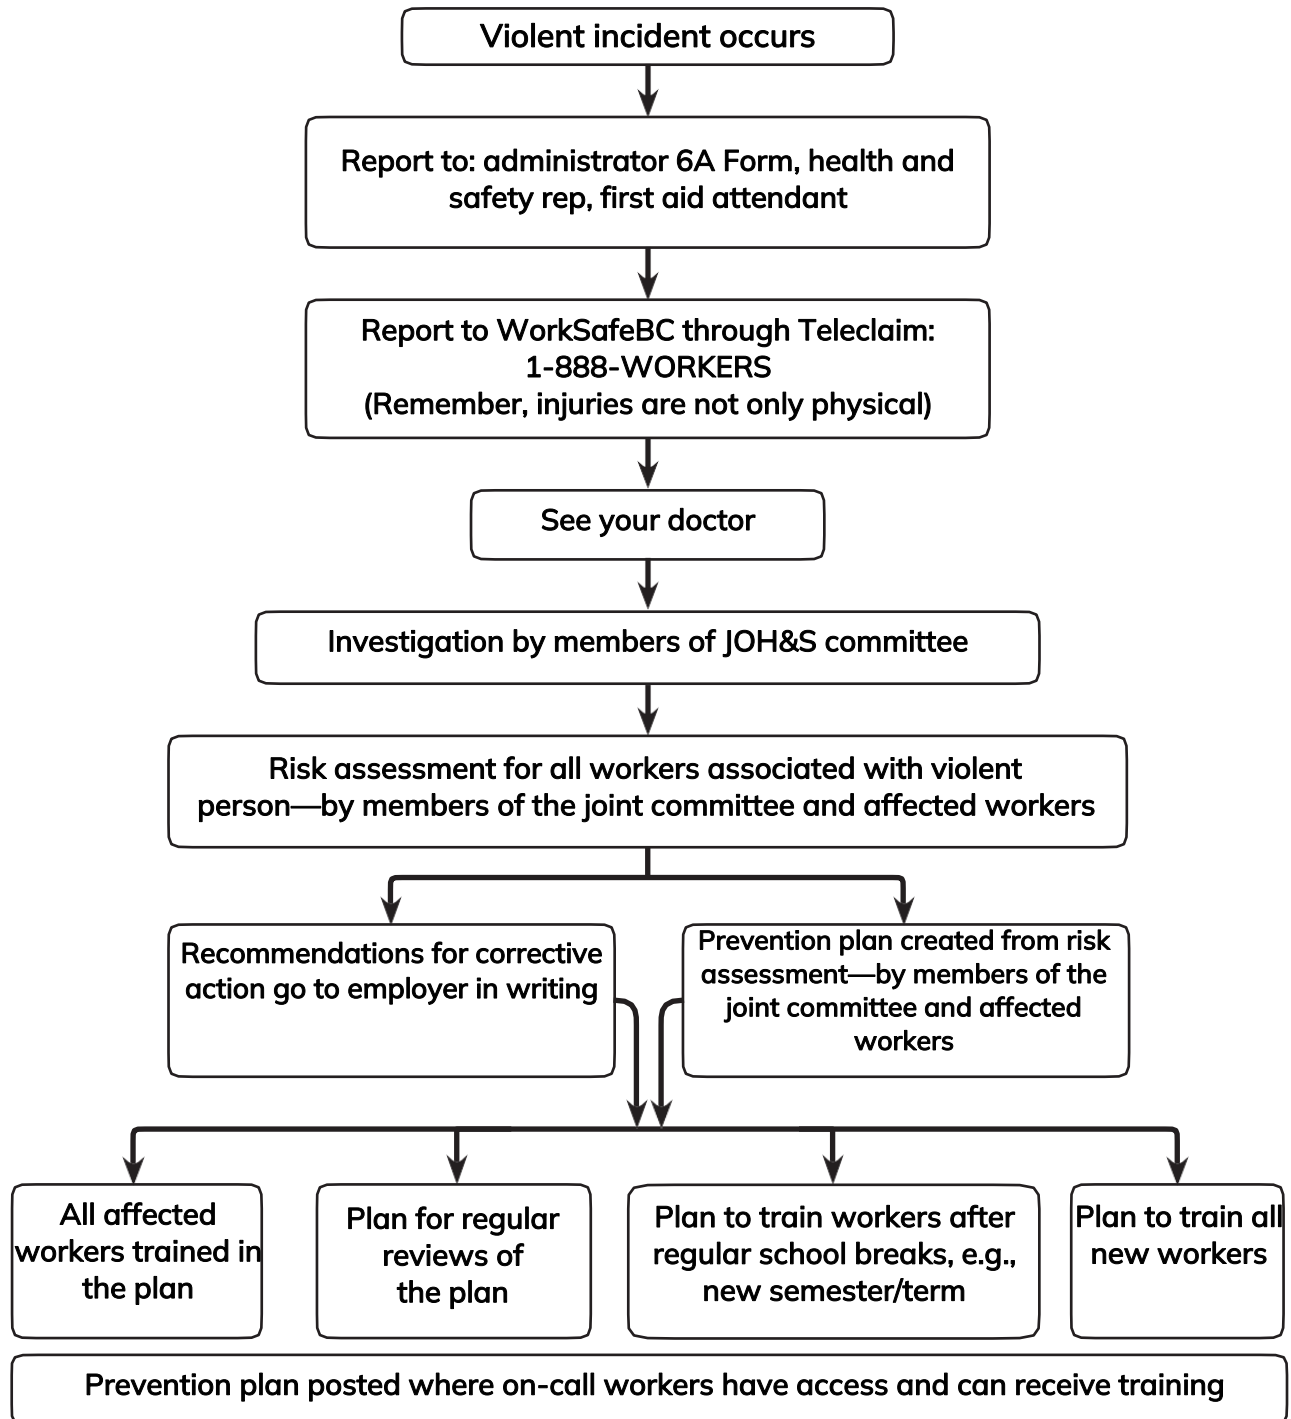 Violent incident occurs
Report to: administrator 6A Form, health and
safety rep, first aid attendant
Report to WorkSafeBC through Teleclaim:
1-888-WORKERS
(Remember, injuries are not only physical)
See your doctor
Investigation by members of JOH&S committee
Risk assessment for all workers associated with violent
person—by members of the joint committee and affected workers
Recommendations for corrective
action go to employer in writing
Prevention plan created from risk
assessment—by members of the
joint committee and affected
workers
All affected
workers trained in
the plan
Plan for regular
reviews of
the plan
Plan to train workers after
regular school breaks, e.g.,
new semester/term
Plan to train all
new workers
Prevention plan posted where on-call workers have access and can receive training